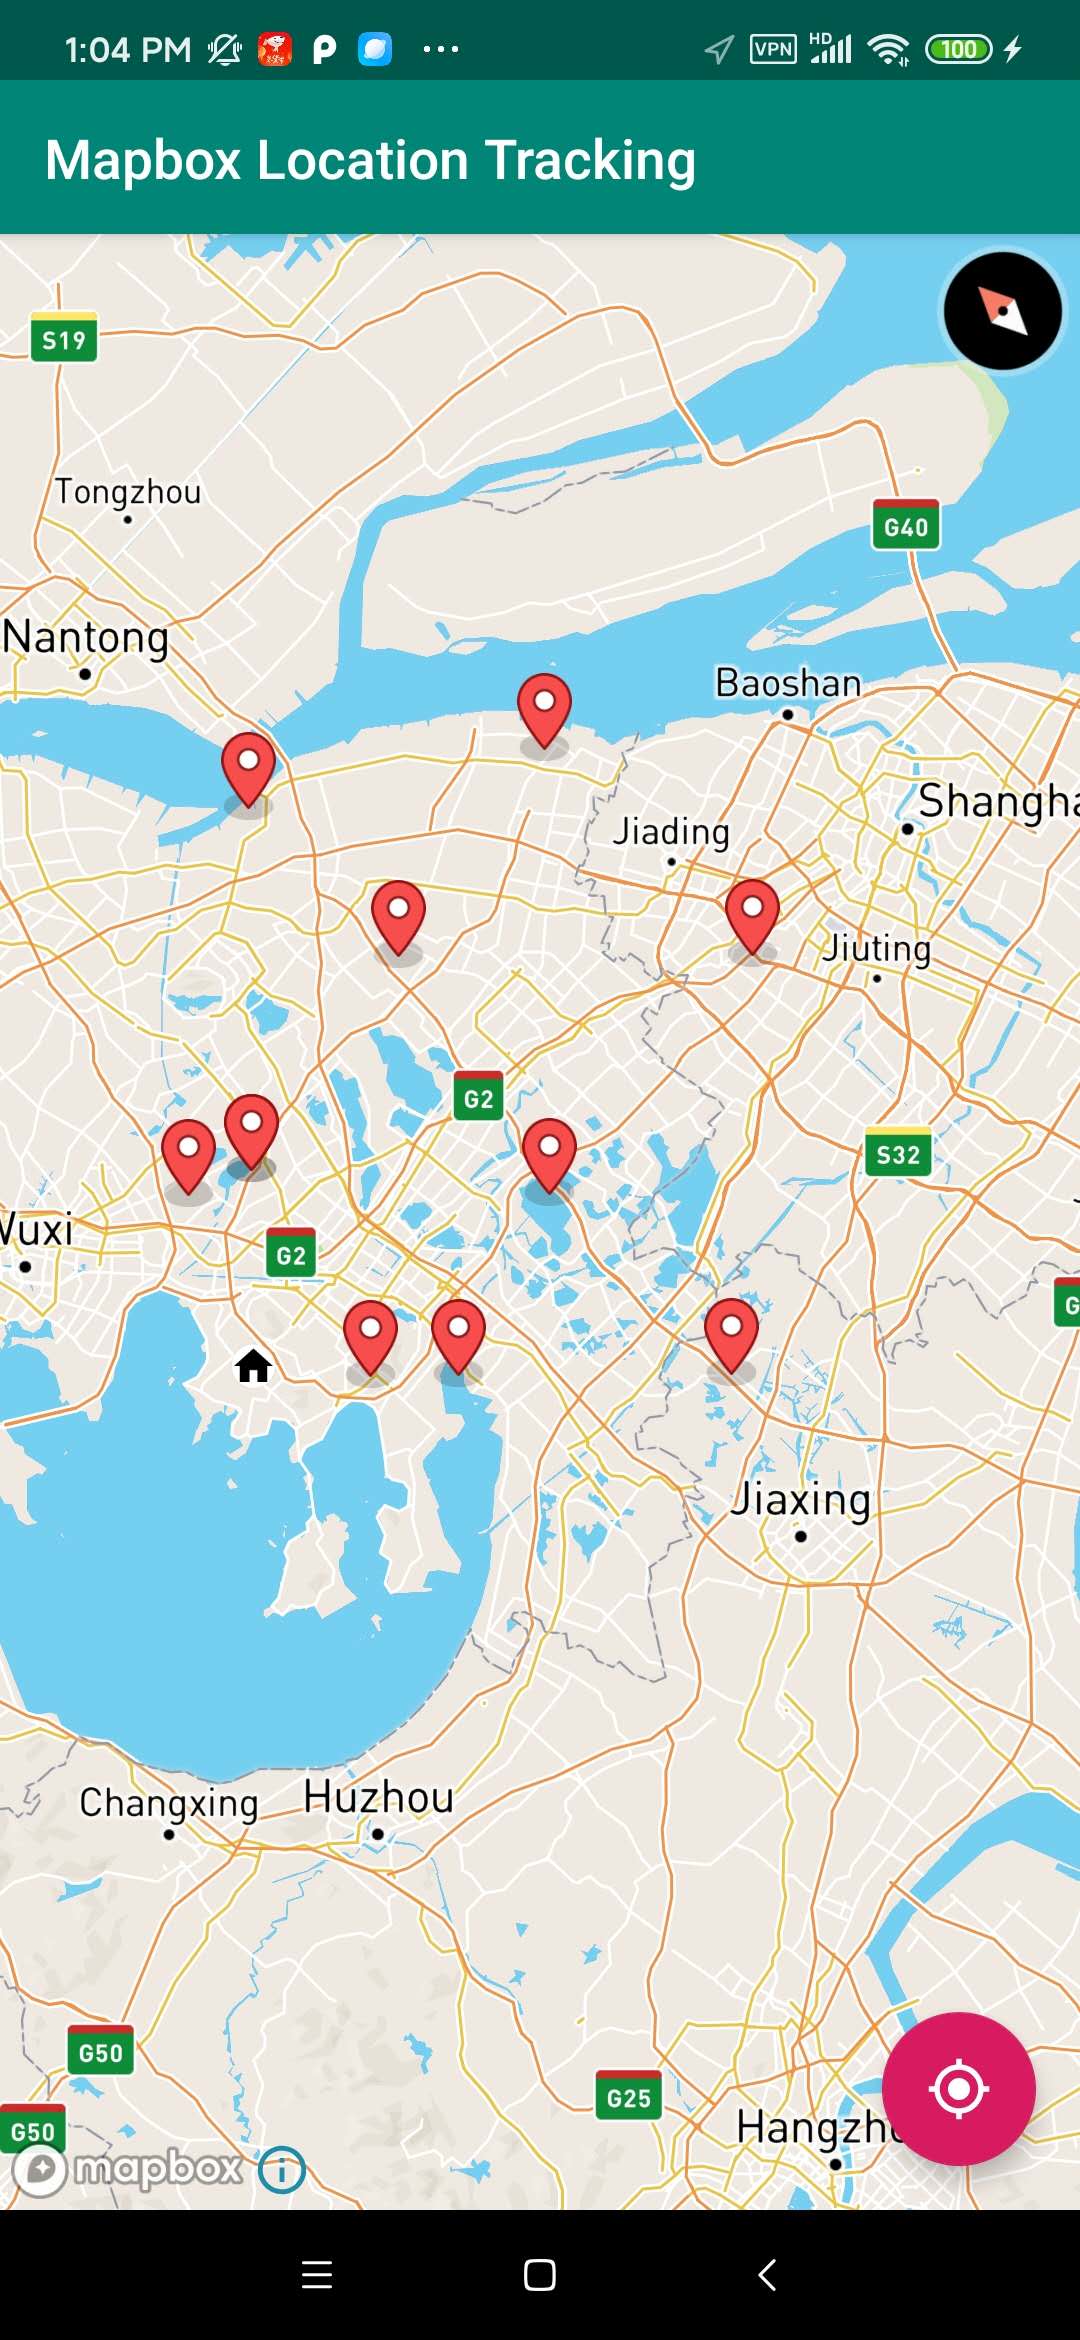 1:04 PM
VPN
HD
100
Mapbox Location Tracking
S19
Tongzhou
G40
Nantong
Baoshan
Shangha
Jiading
Jiuting
G2
S32
Wuxi
G2
G
Jiaxing
Changxing
Huzhou
G50
G25
G50
Hangzh
mapbox